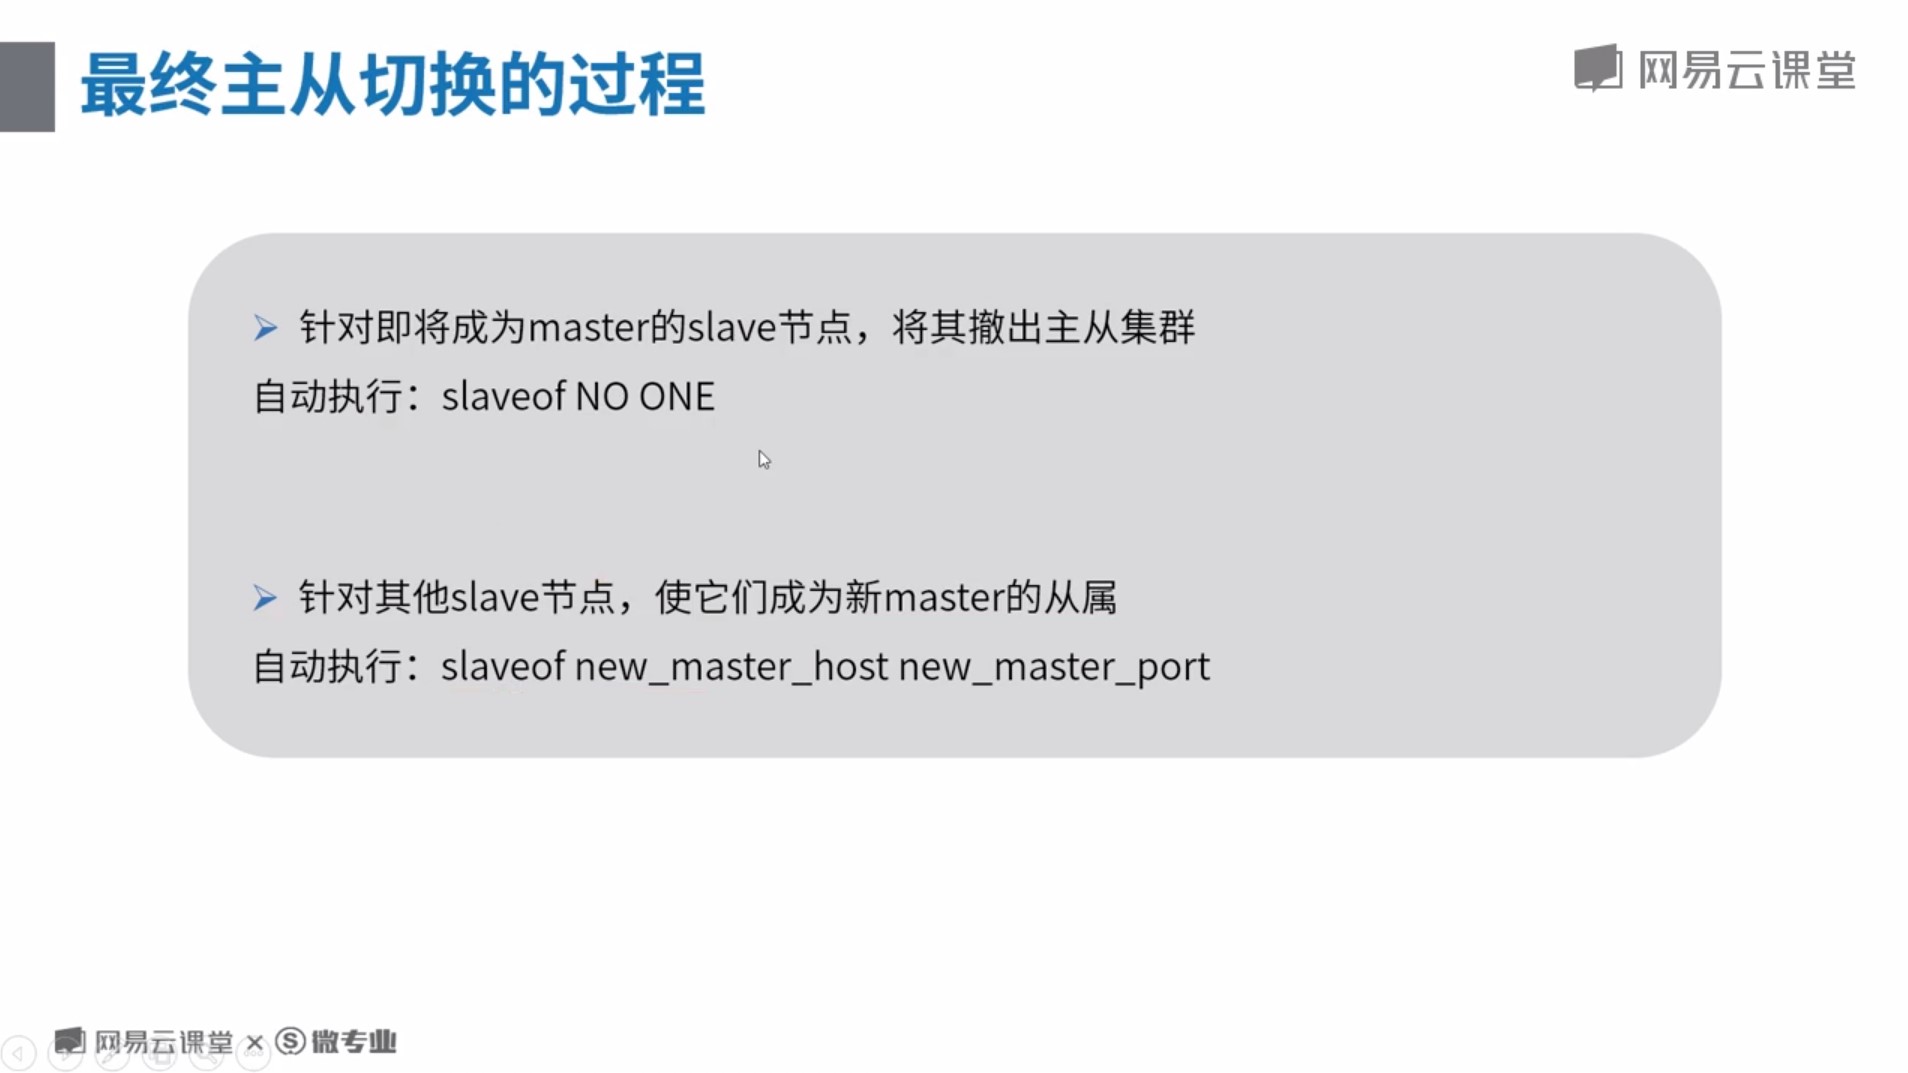 最终主从切换的过程
网易云课堂
针对即将成为master的slave节点，将其撤出主从集群
自动执行：slaveof NO ONE
针对其他slave节点，使它们成为新master的从属
自动执行：slaveof new_master_host new_master_port
网易云课堂 × 微专业